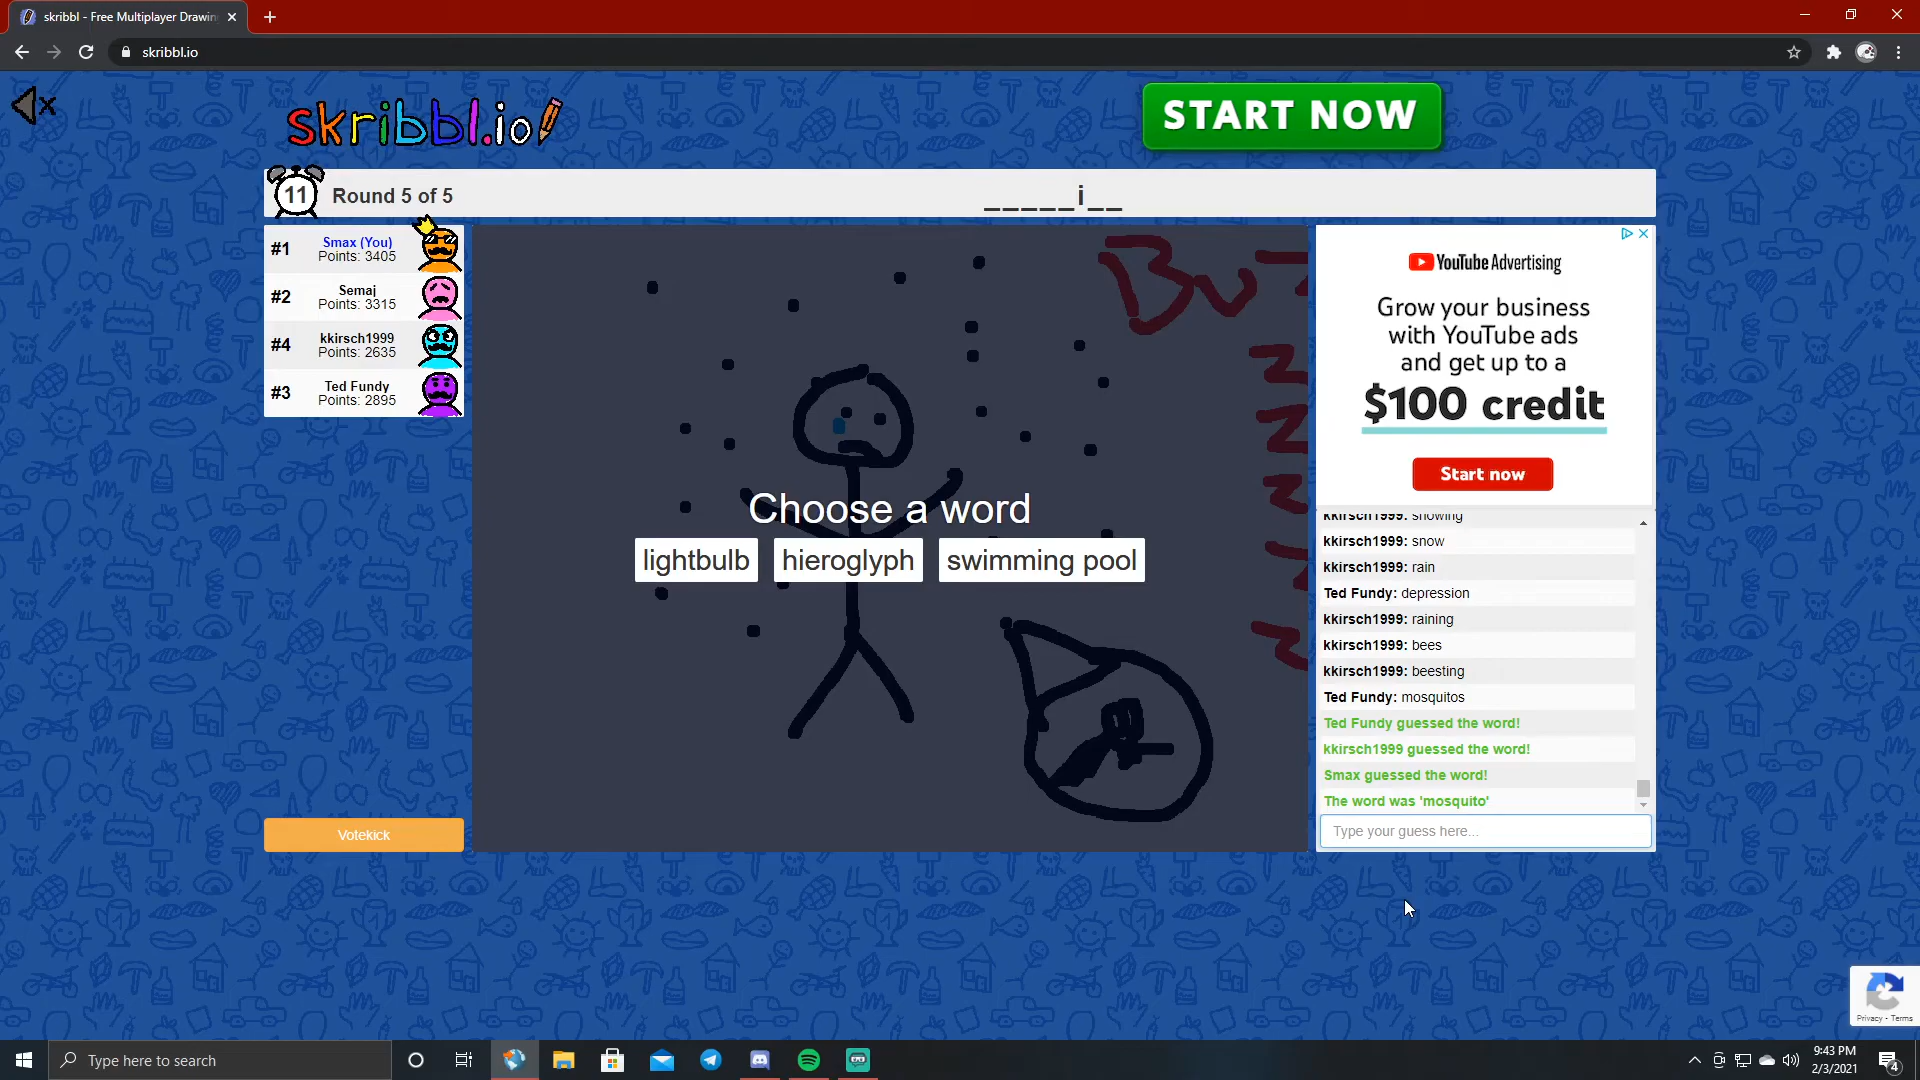 skribbl - Free Multiplayer Drawin
skribbl.io
skribbl.io!
START NOW
11 Round 5 of 5
_____i__
#1 Smax (You)
Points: 3405
#2 Semaj
Points: 3315
#4 kkirsch1999
Points: 2635
#3 Ted Fundy
Points: 2895
Votekick
Buz
z
z
z
z
z
Choose a word
lightbulb hieroglyph swimming pool
YouTube Advertising
Grow your business
with YouTube ads
and get up to a
$100 credit
Start now
kkirsch1999: snowing
kkirsch1999: snow
kkirsch1999: rain
Ted Fundy: depression
kkirsch1999: raining
kkirsch1999: bees
kkirsch1999: beesting
Ted Fundy: mosquitos
Ted Fundy guessed the word!
kkirsch1999 guessed the word!
Smax guessed the word!
The word was 'mosquito'
Type your guess here...
Privacy - Terms
Type here to search
9:43 PM
2/3/2021
4